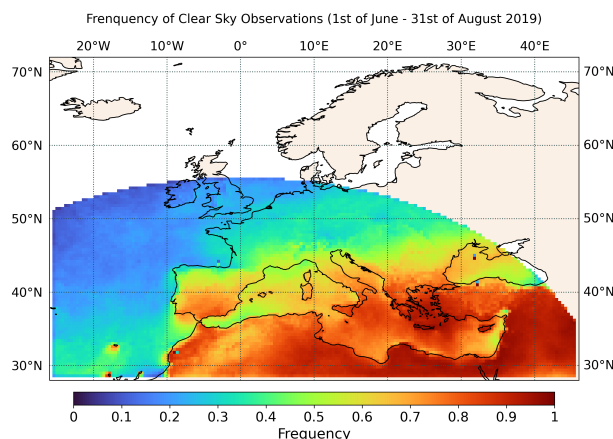 Frenquency of Clear Sky Observations (1st of June - 31st of August 2019)
20°W 10°W 0° 10°E 20°E 30°E 40°E
70°N 70°N
60°N 60°N
50°N 50°N
40°N 40°N
30°N 30°N
0 0.1 0.2 0.3 0.4 0.5 0.6 0.7 0.8 0.9 1
Frequency